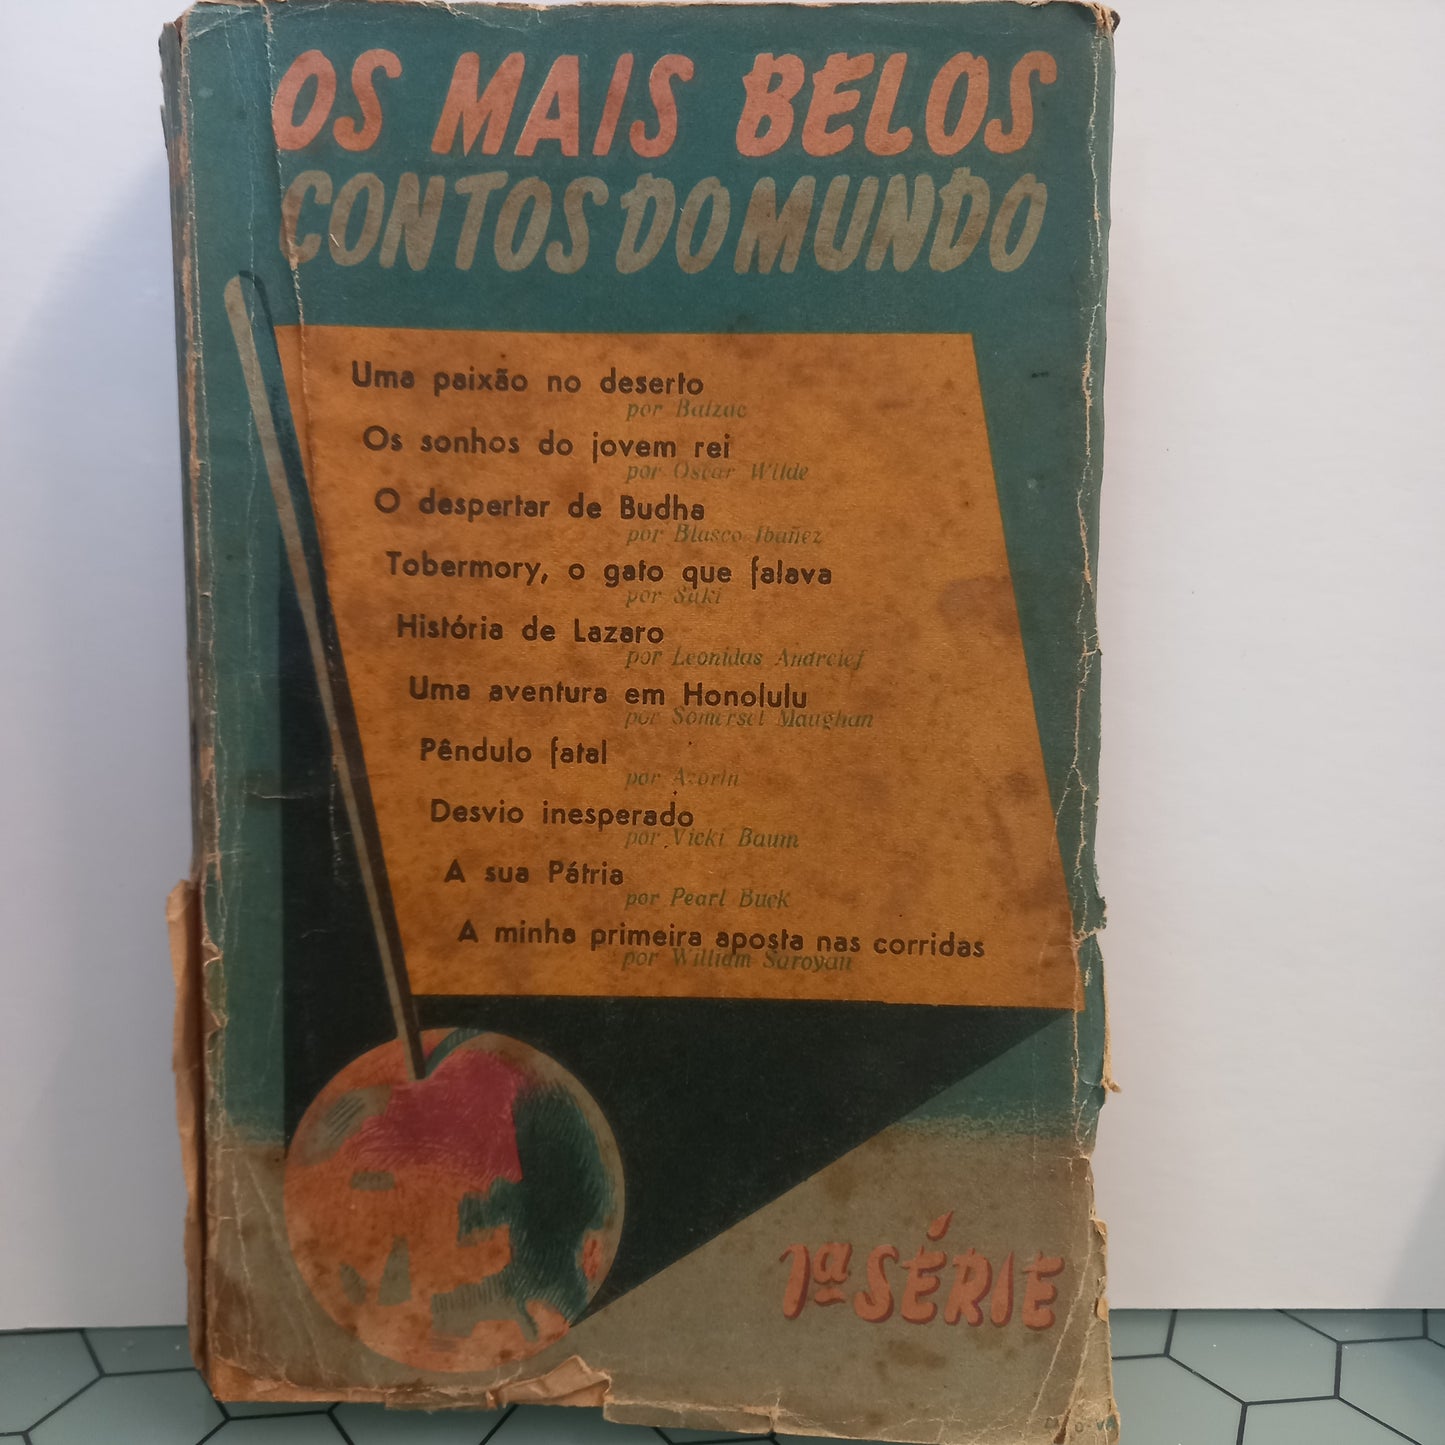 OS MAIS BELOS
CONTOS DO MUNDO
Uma paixão no deserto
por Balzac
Os sonhos do jovem rei
por Oscar Wilde
O despertar de Budha
por Blasco Ibañez
Tobermory, o gato que falava
por Saki
História de Lazaro
por Leonidas Andreief
Uma aventura em Honolulu
por Somerset Maughan
Pêndulo fatal
por Azorin
Desvio inesperado
por Vicki Baum
A sua Pátria
por Pearl Buck
A minha primeira aposta nas corridas
por William Saroyan
1ª SÉRIE